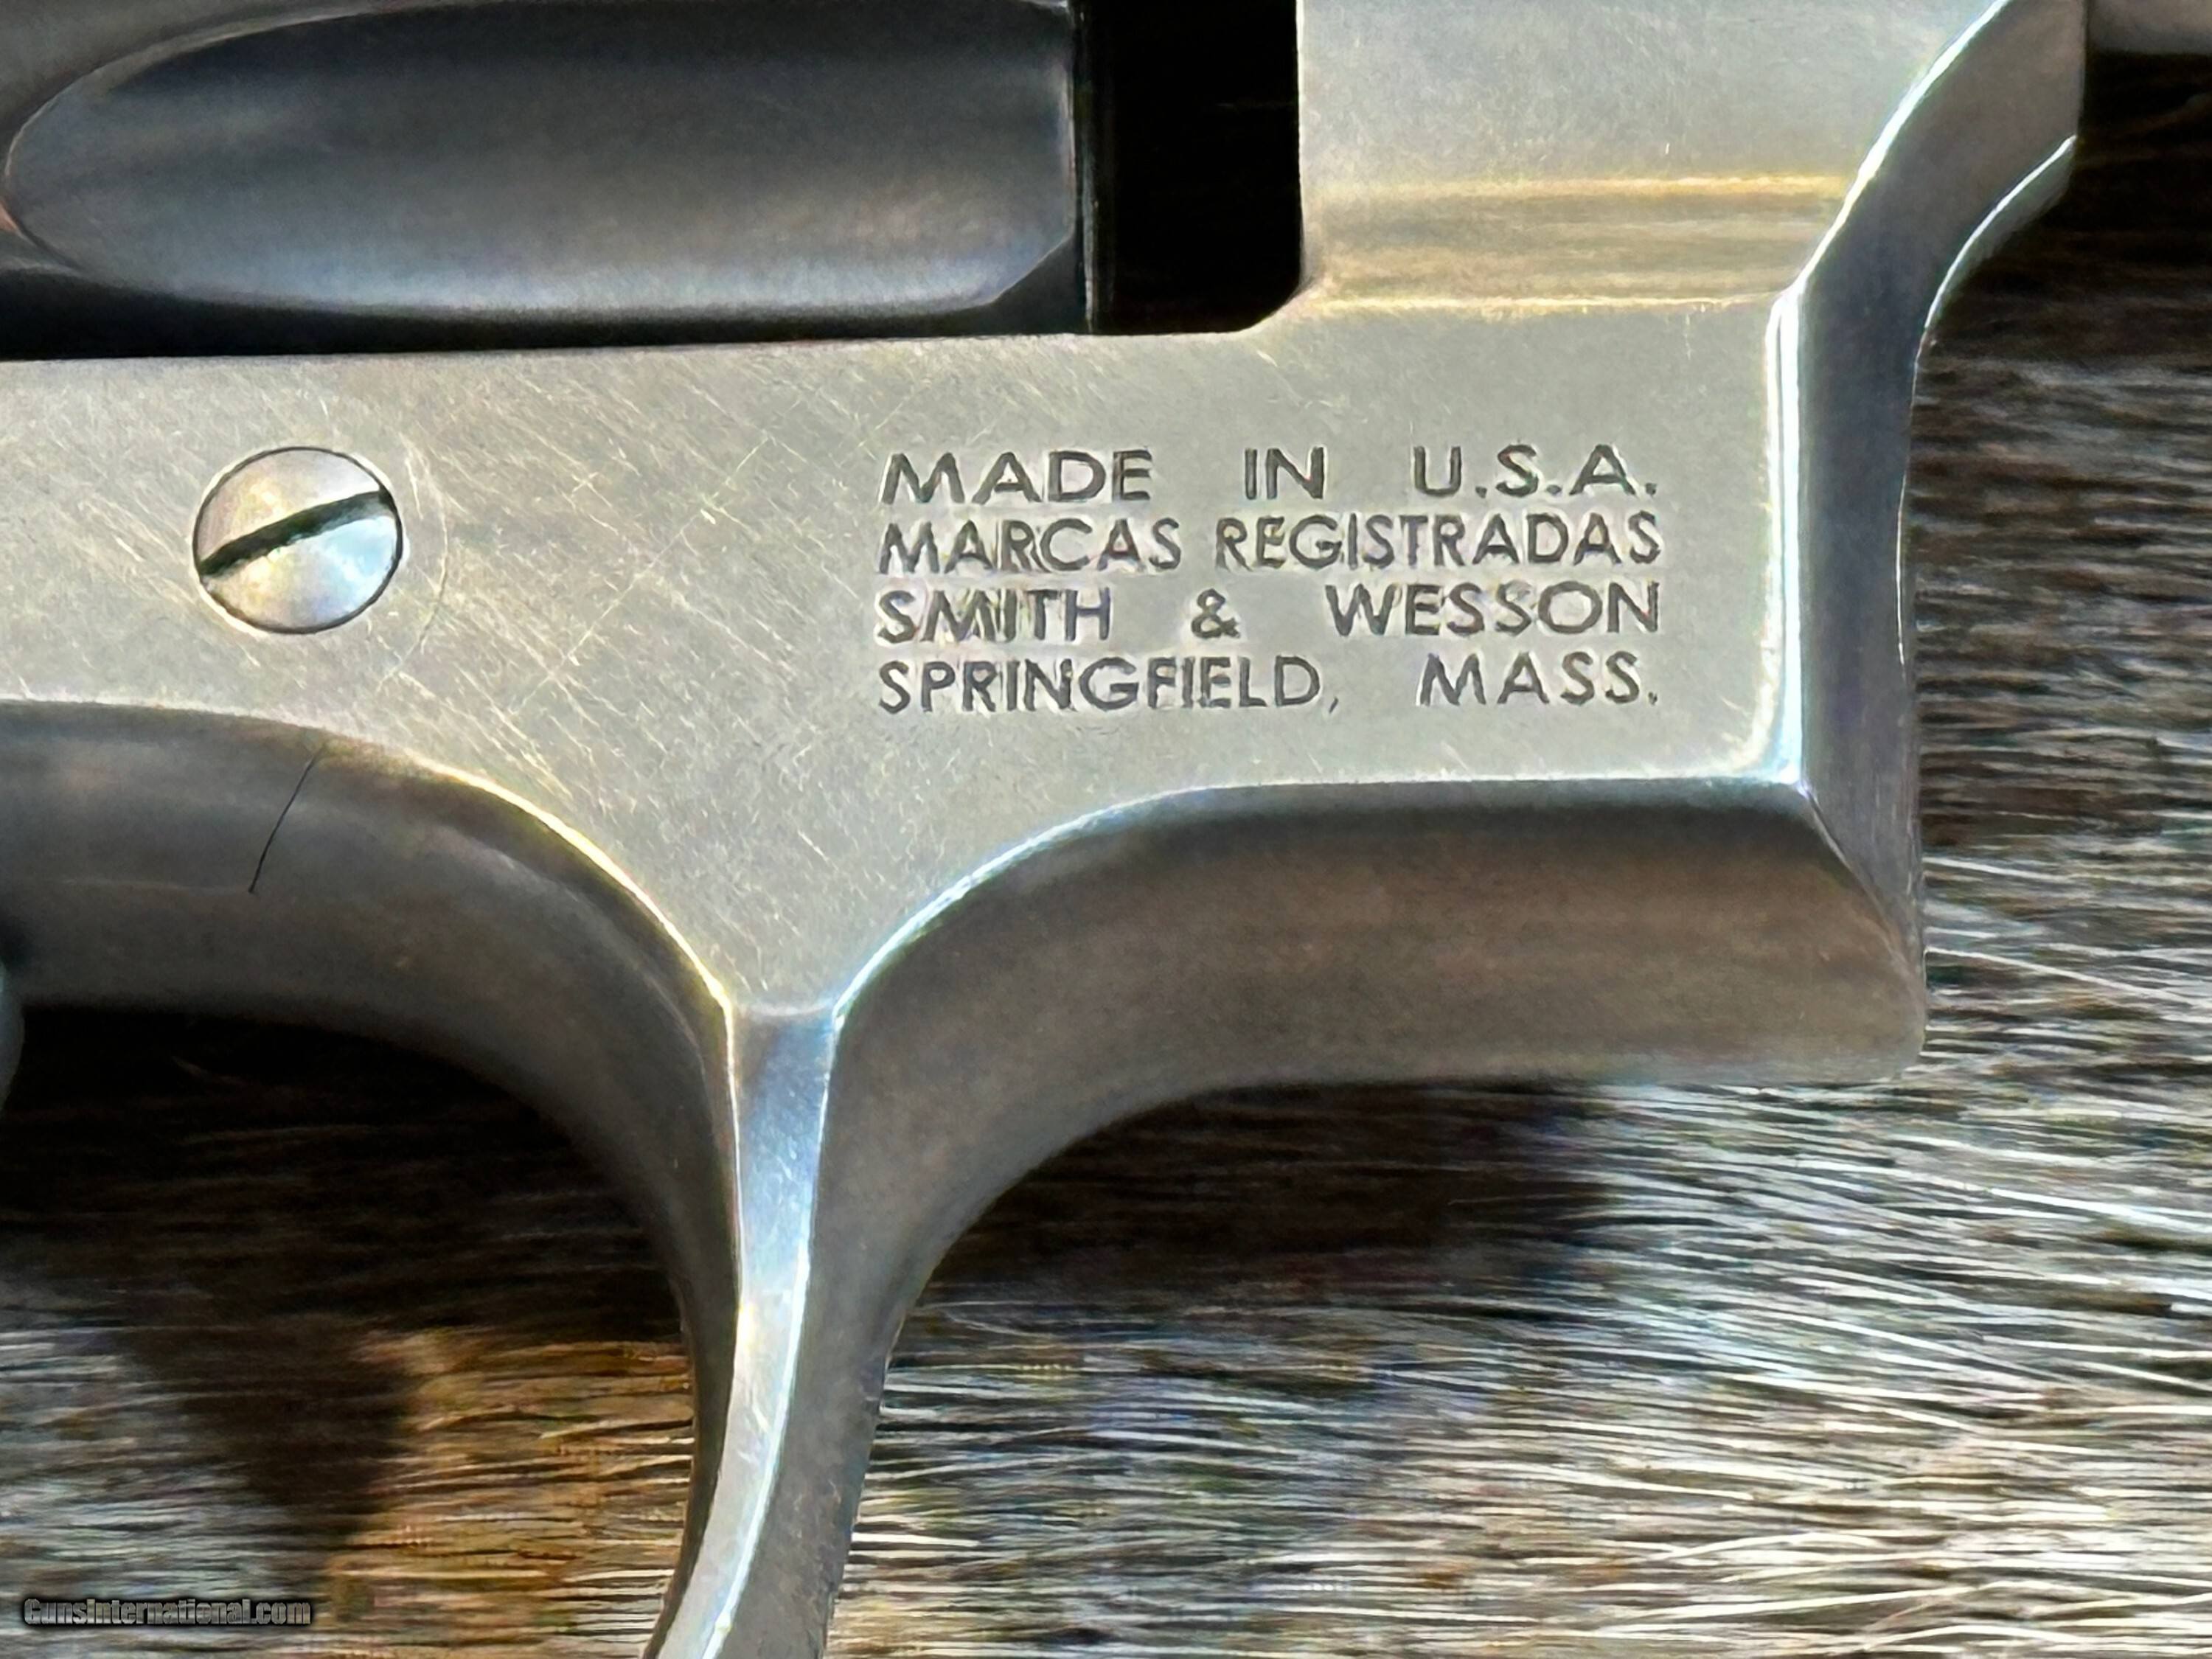 MADE IN U.S.A.
MARCAS REGISTRADAS
SMITH & WESSON
SPRINGFIELD, MASS.
GunsInternational.com